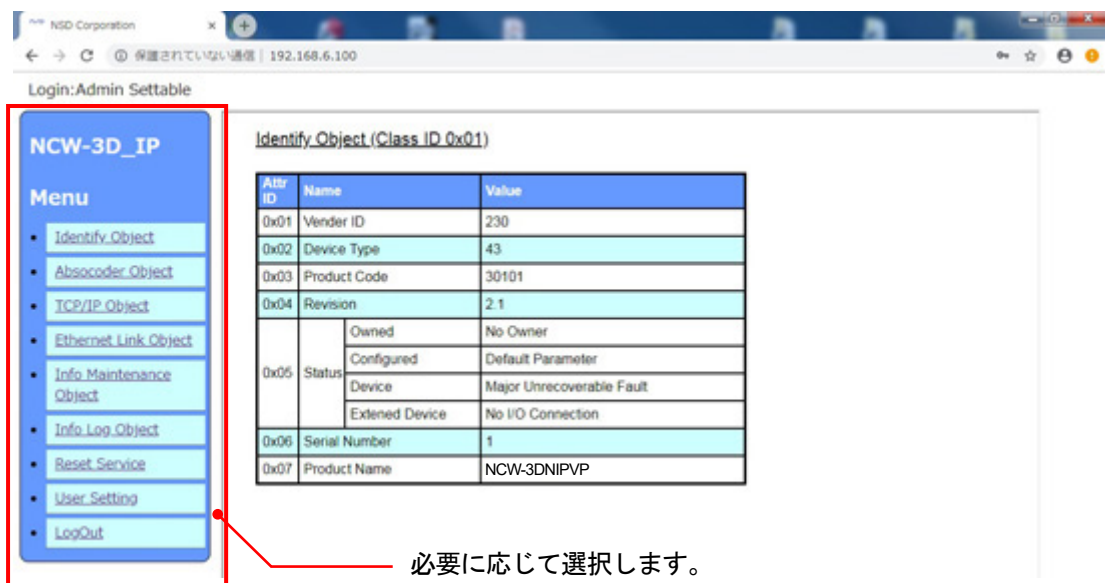 NSD Corporation
保護されていない通信 | 192.168.6.100
Login:Admin Settable
NCW-3D_IP
Menu
Identify Object
Absocoder Object
TCP/IP Object
Ethernet Link Object
Info Maintenance
Object
Info Log Object
Reset Service
User Setting
LogOut
Identify Object (Class ID 0x01)
Attr ID Name Value
0x01 Vender ID 230
0x02 Device Type 43
0x03 Product Code 30101
0x04 Revision 2.1
0x05 Status Owned No Owner
Configured Default Parameter
Device Major Unrecoverable Fault
Extened Device No I/O Connection
0x06 Serial Number 1
0x07 Product Name NCW-3DNIPVP
必要に応じて選択します。